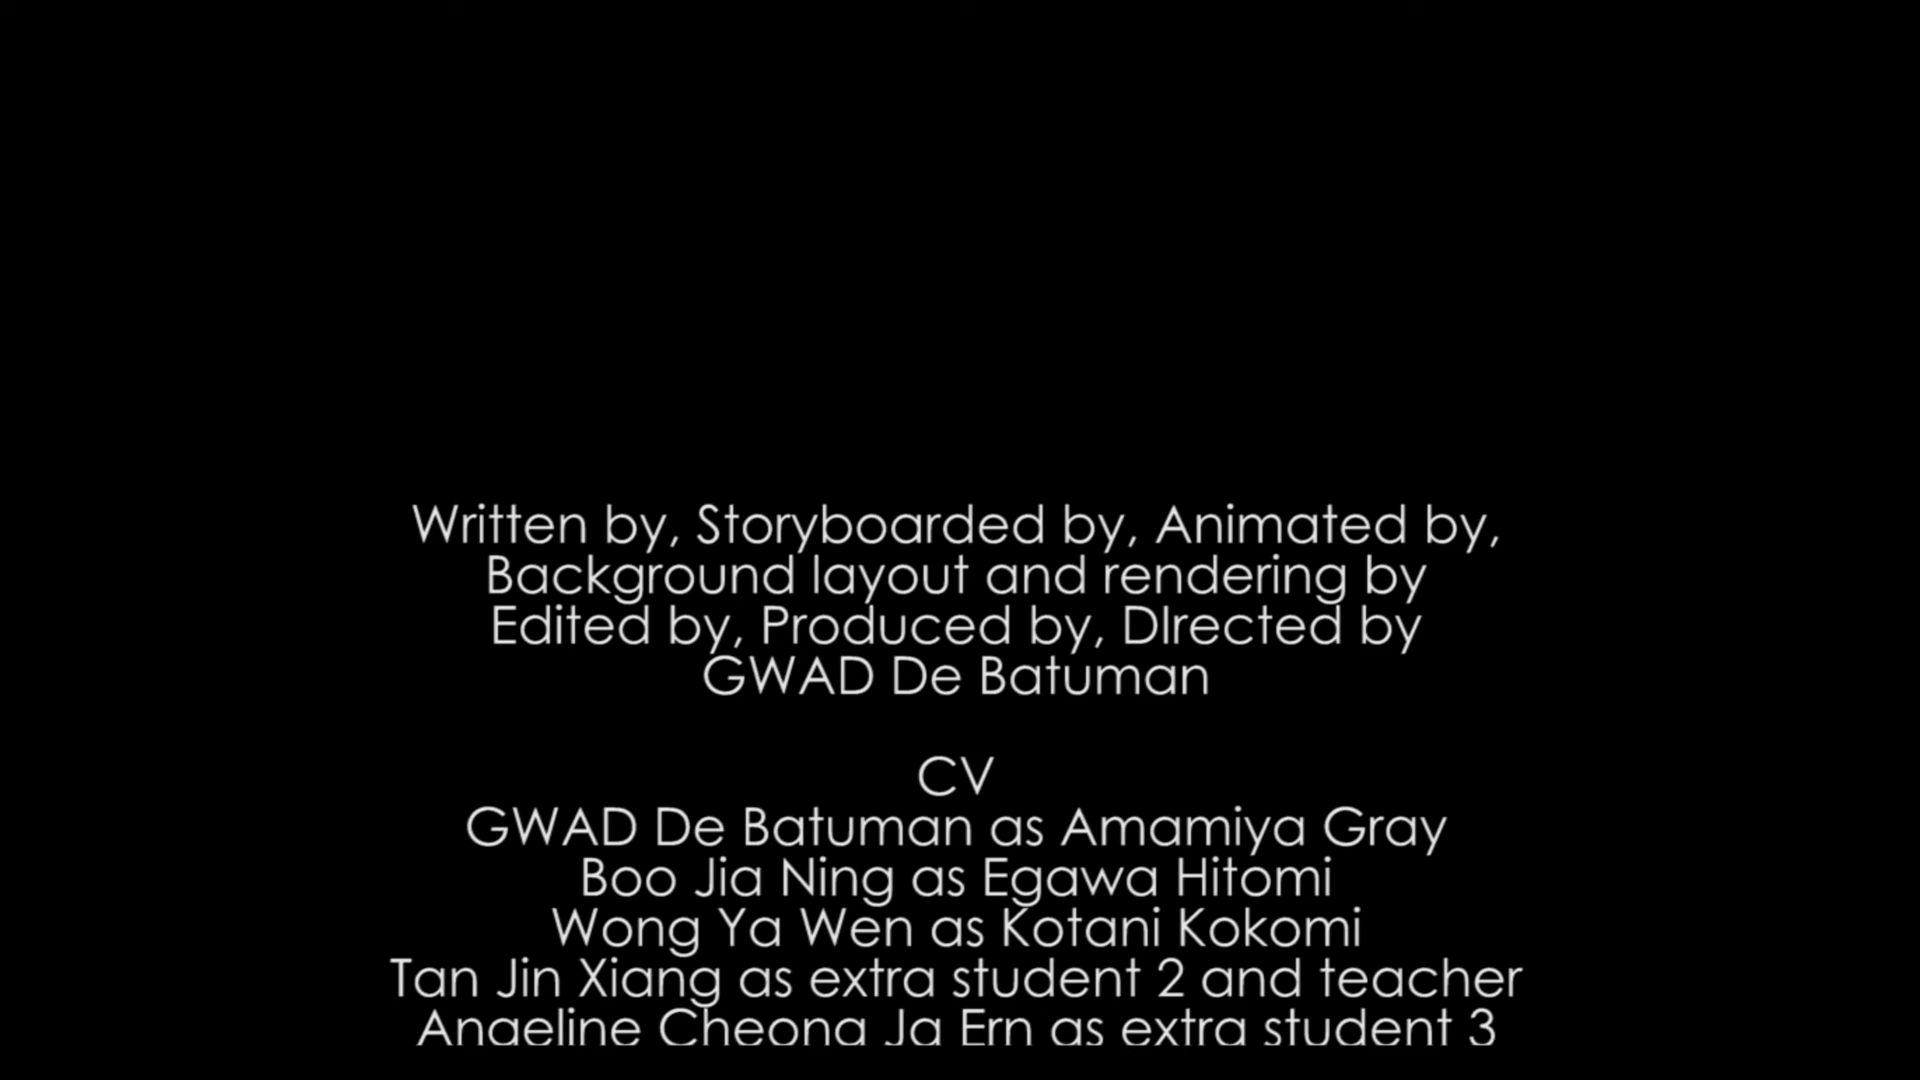 Written by, Storyboarded by, Animated by,
Background layout and rendering by
Edited by, Produced by, DIrected by
GWAD De Batuman
CV
GWAD De Batuman as Amamiya Gray
Boo Jia Ning as Egawa Hitomi
Wong Ya Wen as Kotani Kokomi
Tan Jin Xiang as extra student 2 and teacher
Angeline Cheong Ja Ern as extra student 3